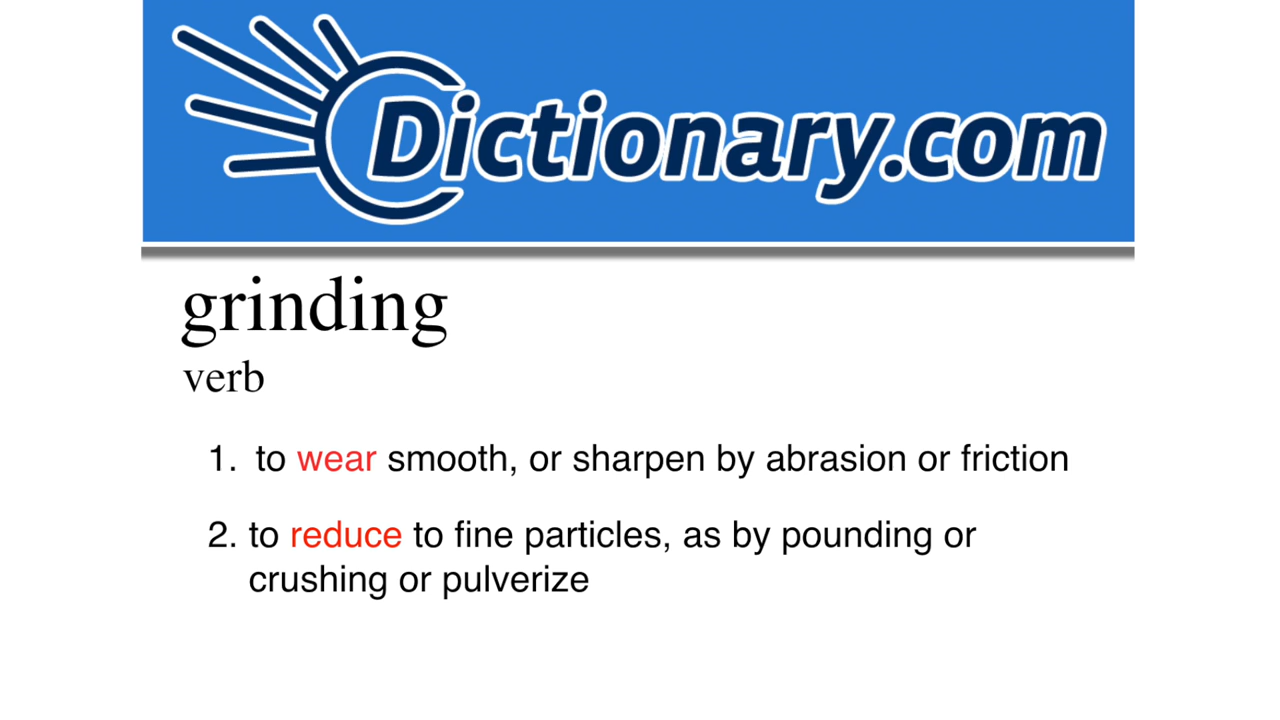 Dictionary.com
grinding
verb
1. to wear smooth, or sharpen by abrasion or friction
2. to reduce to fine particles, as by pounding or
crushing or pulverize